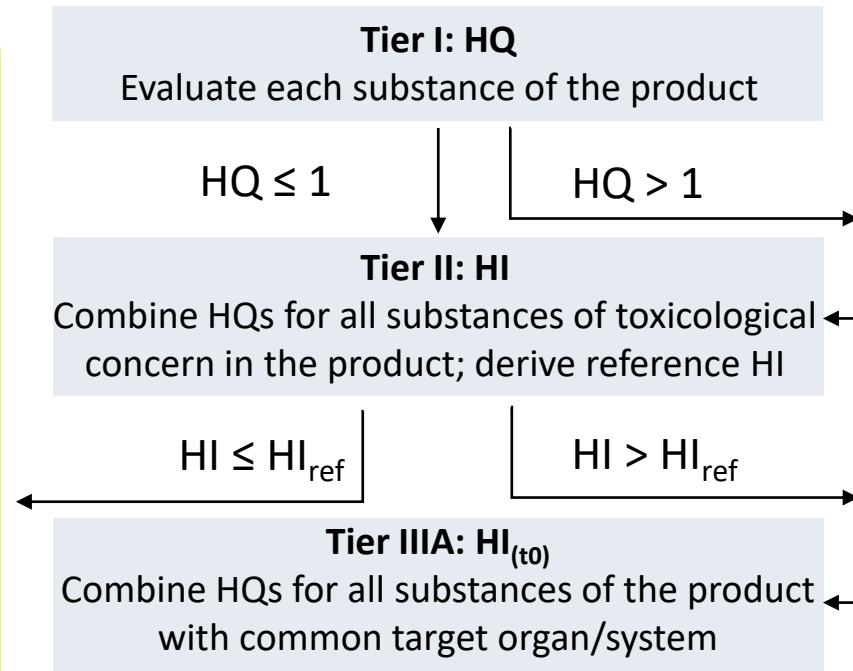 Tier I: HQ
Evaluate each substance of the product
HQ ≤ 1
HQ > 1
Tier II: HI
Combine HQs for all substances of toxicological
concern in the product; derive reference HI
HI ≤ HIref
HI > HIref
Tier IIIA: HI(t0)
Combine HQs for all substances of the product
with common target organ/system